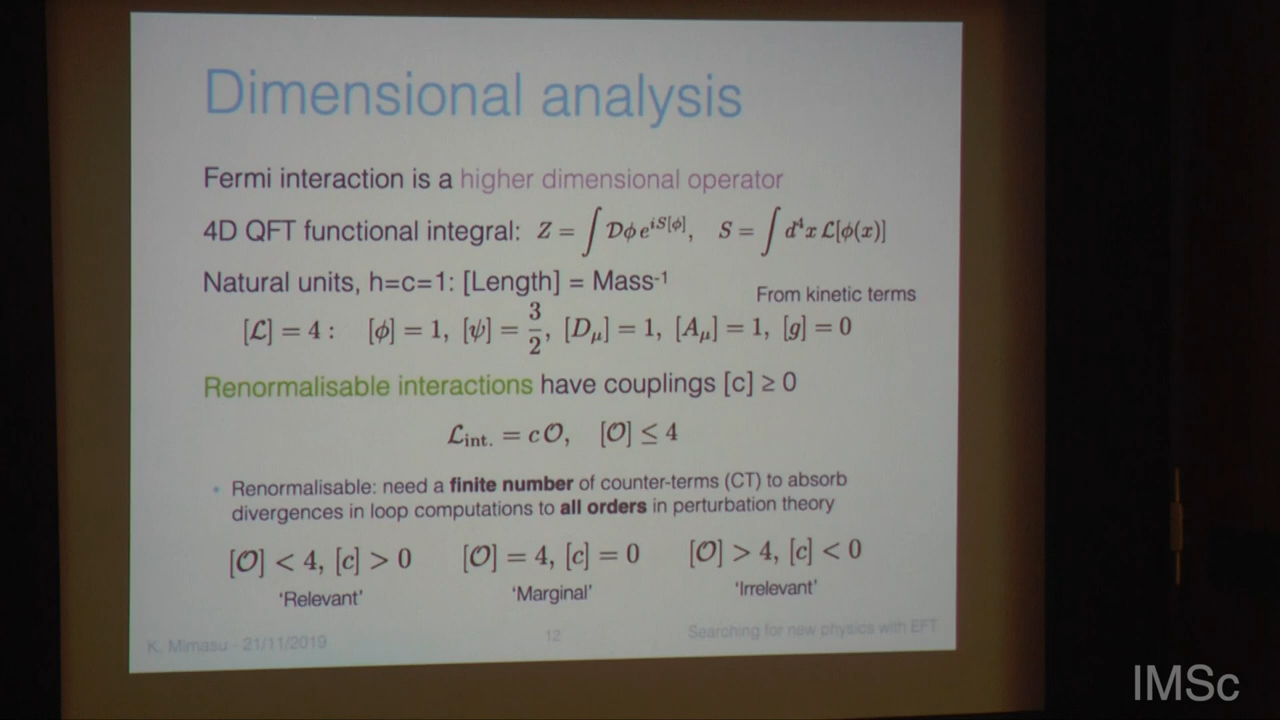 Dimensional analysis
Fermi interaction is a higher dimensional operator
4D QFT functional integral: Z = ∫ 𝒟ϕ e^{iS[ϕ]}, S = ∫ d⁴x ℒ[ϕ(x)]
Natural units, h=c=1: [Length] = Mass⁻¹
From kinetic terms
[ℒ] = 4 : [ϕ] = 1, [ψ] = 3/2, [D_μ] = 1, [A_μ] = 1, [g] = 0
Renormalisable interactions have couplings [c] ≥ 0
ℒ_int. = c 𝒪, [𝒪] ≤ 4
• Renormalisable: need a finite number of counter-terms (CT) to absorb
divergences in loop computations to all orders in perturbation theory
[𝒪] < 4, [c] > 0 [𝒪] = 4, [c] = 0 [𝒪] > 4, [c] < 0
'Relevant' 'Marginal' 'Irrelevant'
K. Mimasu - 21/11/2019 12 Searching for new physics with EFT
IMSc